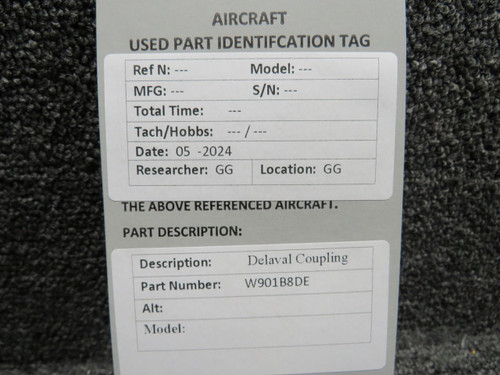 AIRCRAFT
USED PART IDENTIFCATION TAG
Ref N: --- Model: ---
MFG: --- S/N: ---
Total Time: ---
Tach/Hobbs: --- / ---
Date: 05 -2024
Researcher: GG Location: GG
THE ABOVE REFERENCED AIRCRAFT.
PART DESCRIPTION:
Description: Delaval Coupling
Part Number: W901B8DE
Alt:
Model: